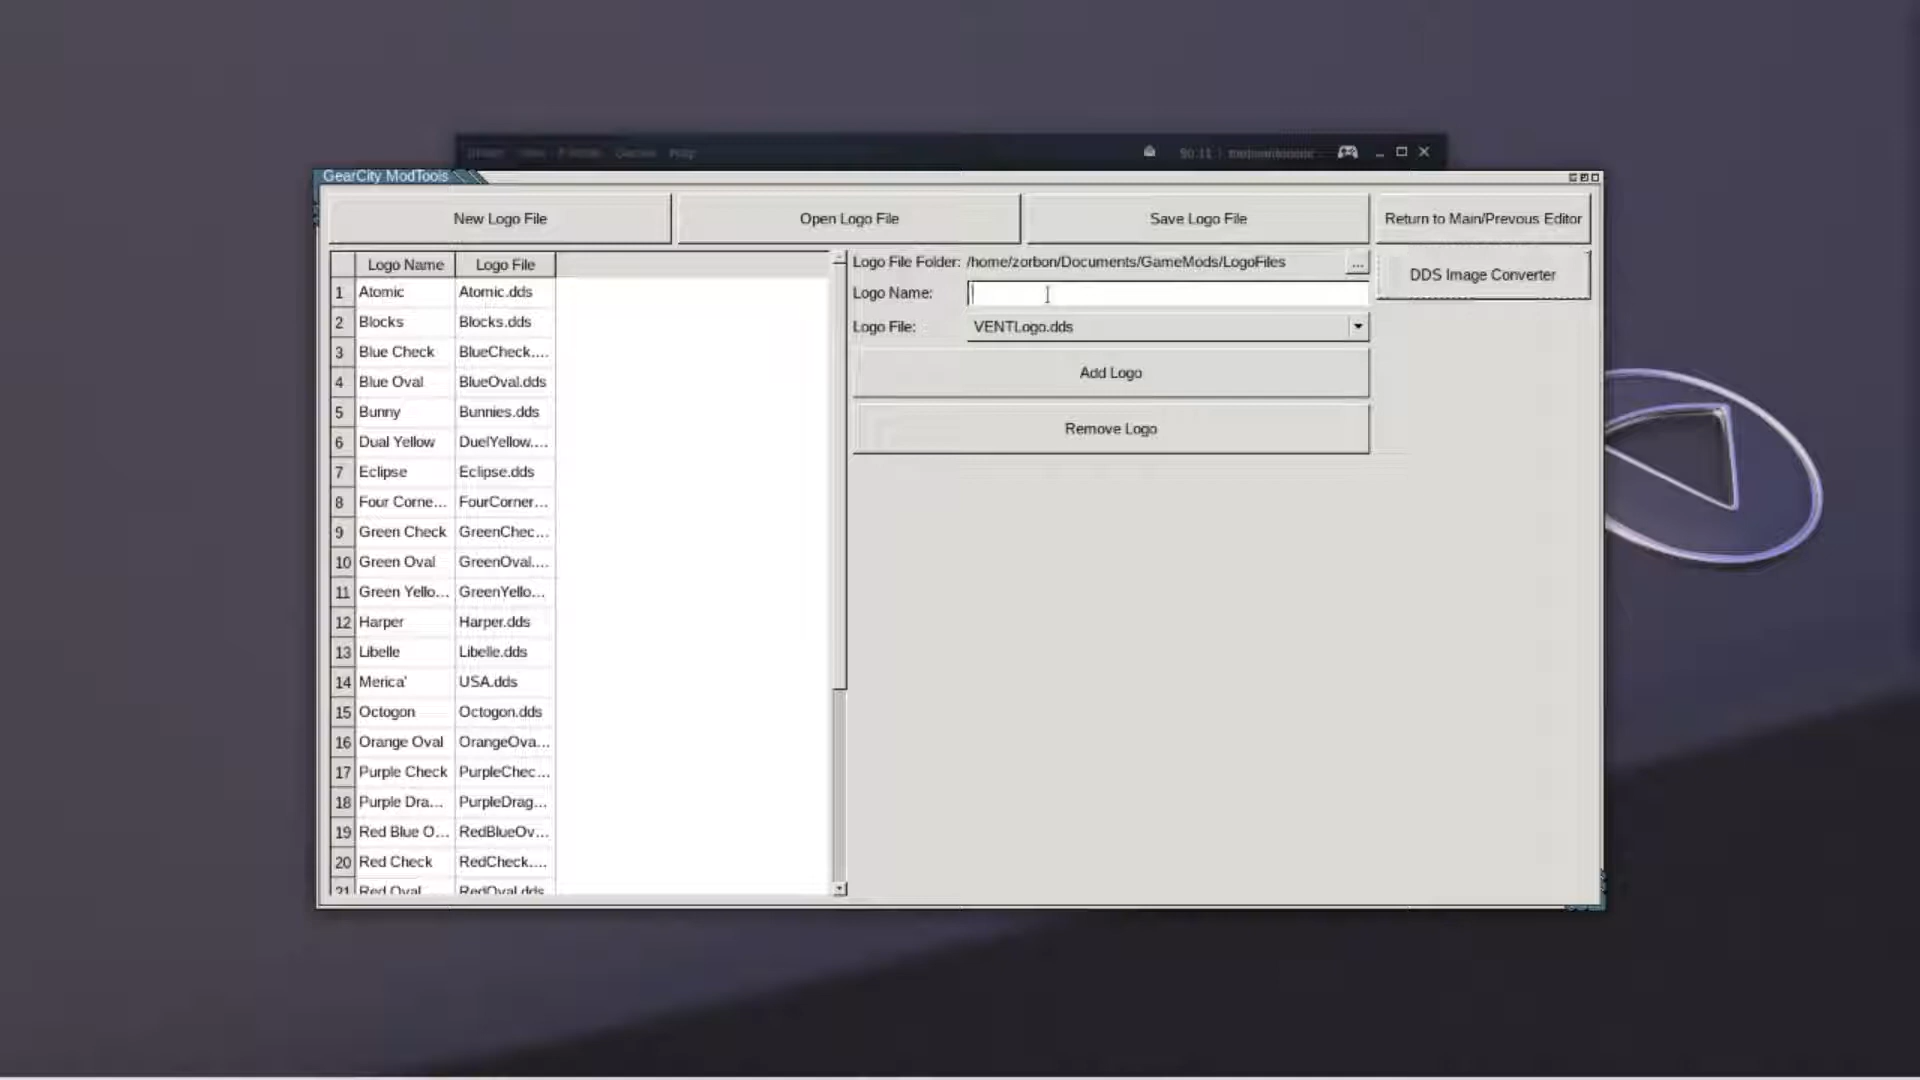 GearCity ModTools
New Logo File
Open Logo File
Save Logo File
Return to Main/Prevous Editor
Logo Name Logo File
1 Atomic Atomic.dds
2 Blocks Blocks.dds
3 Blue Check BlueCheck....
4 Blue Oval BlueOval.dds
5 Bunny Bunnies.dds
6 Dual Yellow DuelYellow....
7 Eclipse Eclipse.dds
8 Four Corne... FourCorner...
9 Green Check GreenChec...
10 Green Oval GreenOval....
11 Green Yello... GreenYello...
12 Harper Harper.dds
13 Libelle Libelle.dds
14 Merica' USA.dds
15 Octogon Octogon.dds
16 Orange Oval OrangeOva...
17 Purple Check PurpleChec...
18 Purple Dra... PurpleDrag...
19 Red Blue O... RedBlueOv...
20 Red Check RedCheck....
21 Red Oval RedOval.dds
Logo File Folder: /home/zorbon/Documents/GameMods/LogoFiles ...
Logo Name:
Logo File: VENTLogo.dds
Add Logo
Remove Logo
DDS Image Converter